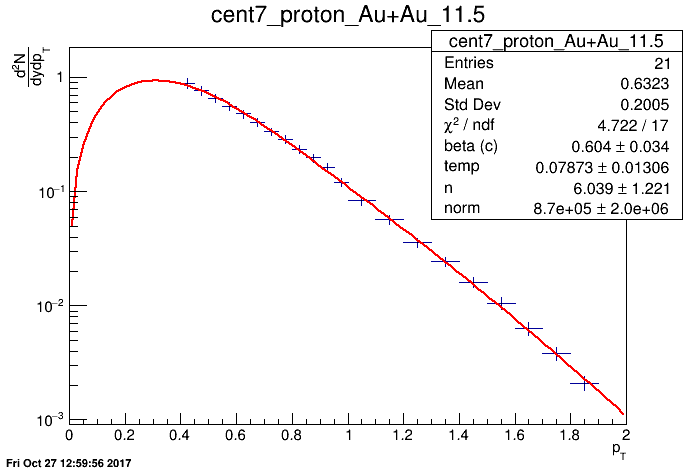 cent7_proton_Au+Au_11.5
d²N
dydp_T
cent7_proton_Au+Au_11.5
Entries 21
Mean 0.6323
Std Dev 0.2005
χ² / ndf 4.722 / 17
beta (c) 0.604 ± 0.034
temp 0.07873 ± 0.01306
n 6.039 ± 1.221
norm 8.7e+05 ± 2.0e+06
1
10⁻¹
10⁻²
10⁻³
0 0.2 0.4 0.6 0.8 1 1.2 1.4 1.6 1.8 2
p_T
Fri Oct 27 12:59:56 2017